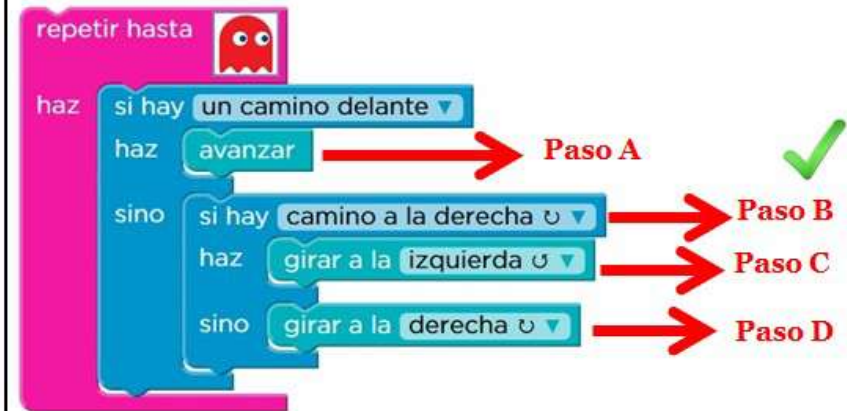 repetir hasta
haz si hay un camino delante ▼
haz avanzar Paso A
sino si hay camino a la derecha ↻ ▼ Paso B
haz girar a la izquierda ↺ ▼ Paso C
sino girar a la derecha ↻ ▼ Paso D